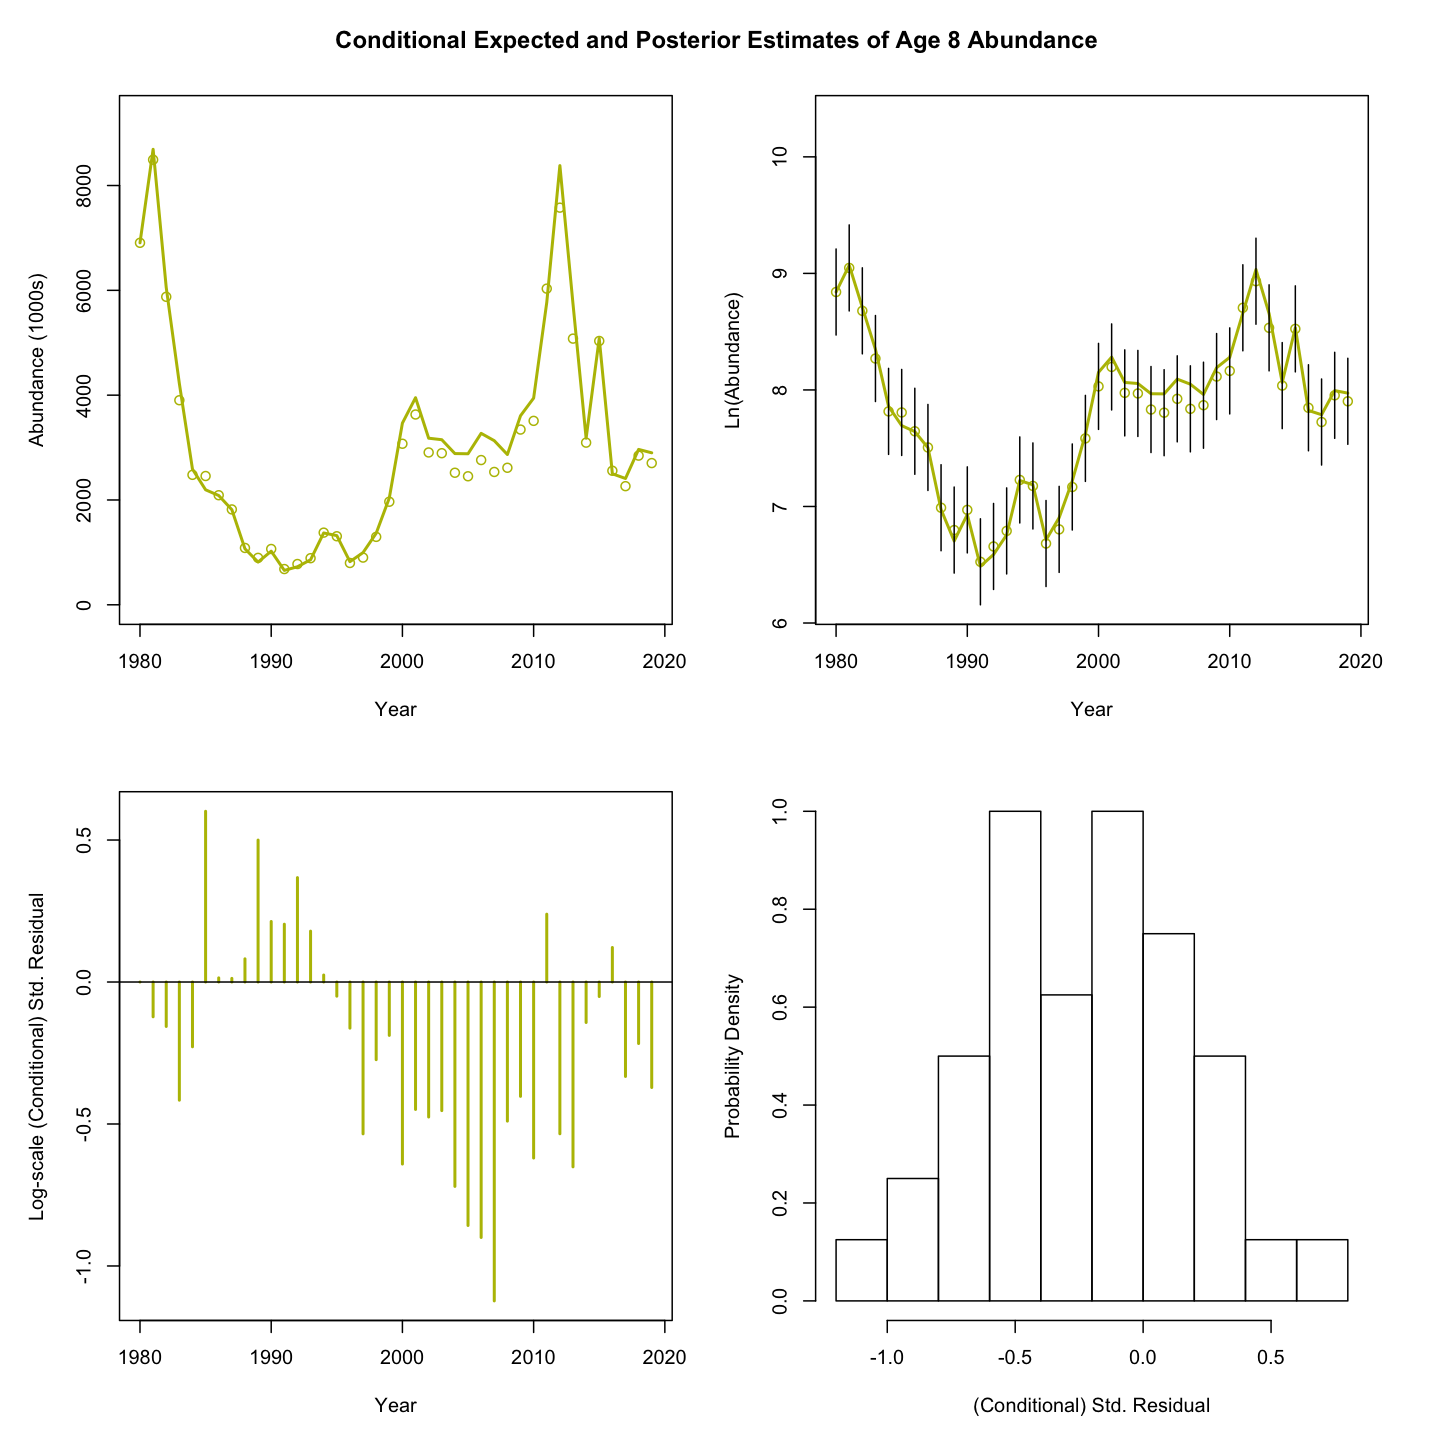 Conditional Expected and Posterior Estimates of Age 8 Abundance
Abundance (1000s)
8000
6000
4000
2000
0
1980 1990 2000 2010 2020
Year
Ln(Abundance)
10
9
8
7
6
1980 1990 2000 2010 2020
Year
Log-scale (Conditional) Std. Residual
0.5
0.0
-0.5
-1.0
1980 1990 2000 2010 2020
Year
Probability Density
1.0
0.8
0.6
0.4
0.2
0.0
-1.0 -0.5 0.0 0.5
(Conditional) Std. Residual